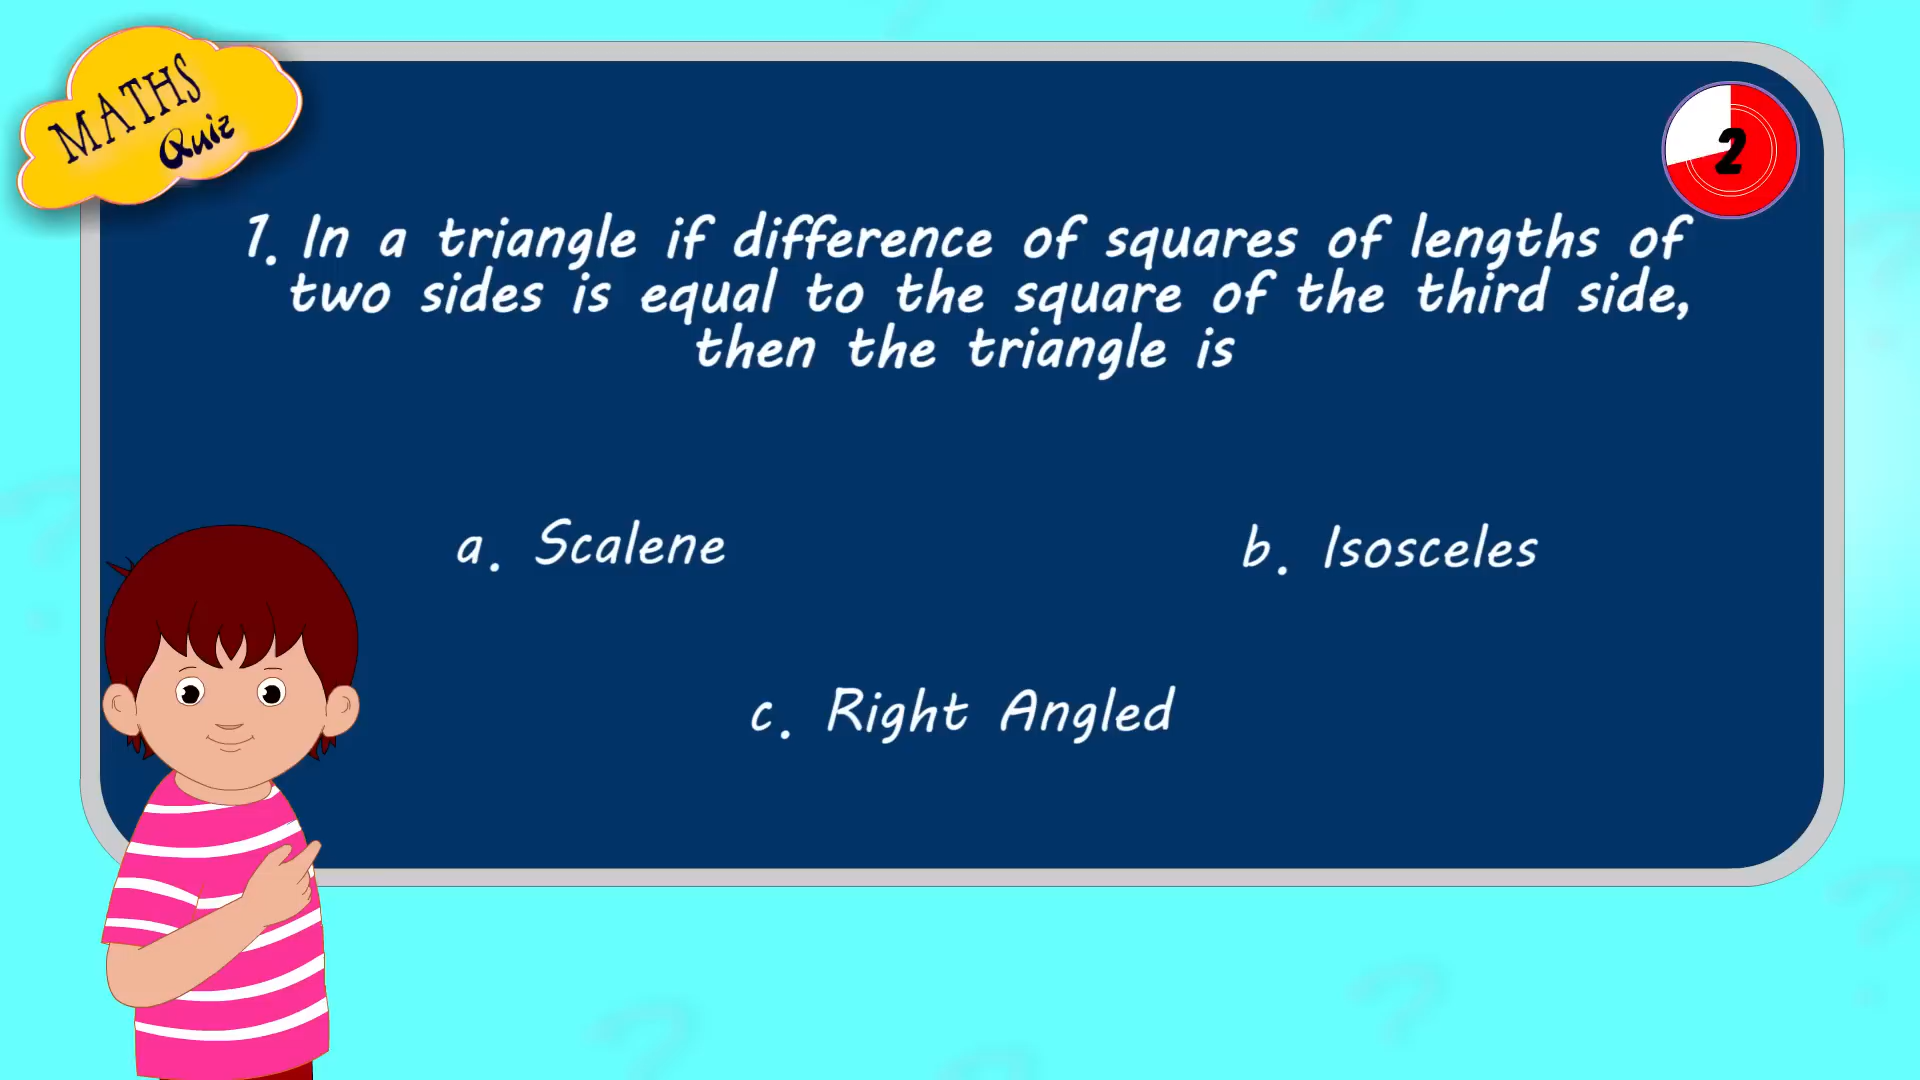 MATHS
Quiz
2
1. In a triangle if difference of squares of lengths of
two sides is equal to the square of the third side,
then the triangle is
a. Scalene
b. Isosceles
c. Right Angled